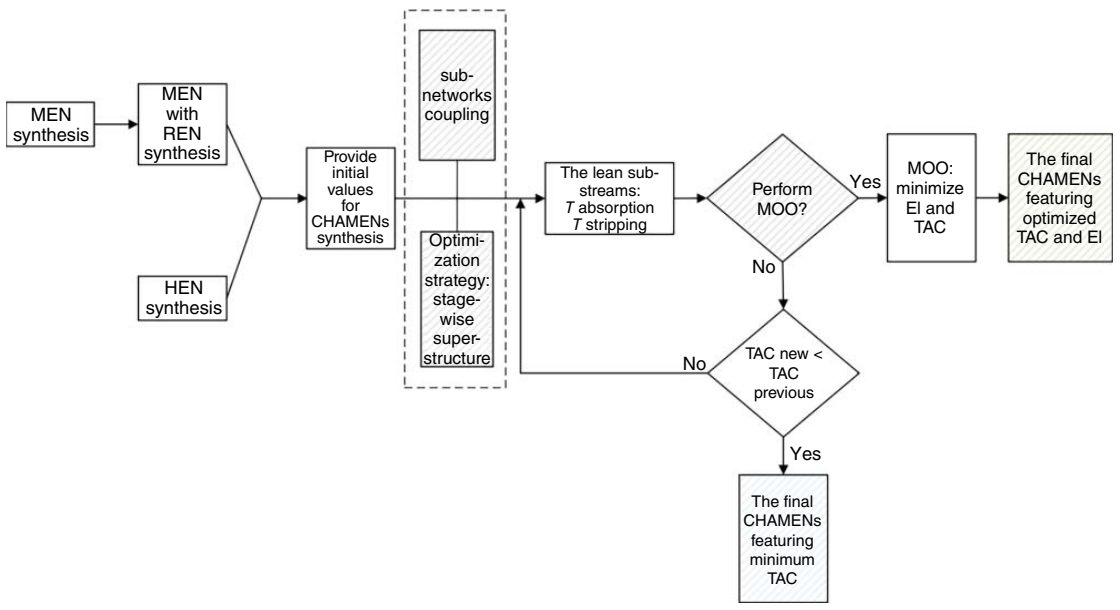 MEN
synthesis
MEN
with
REN
synthesis
HEN
synthesis
Provide
initial
values
for
CHAMENs
synthesis
sub-
networks
coupling
Optimi-
zation
strategy:
stage-
wise
super-
structure
The lean sub-
streams:
T absorption
T stripping
Perform
MOO?
Yes
MOO:
minimize
El and
TAC
The final
CHAMENs
featuring
optimized
TAC and El
No
TAC new <
TAC
previous
No
Yes
The final
CHAMENs
featuring
minimum
TAC